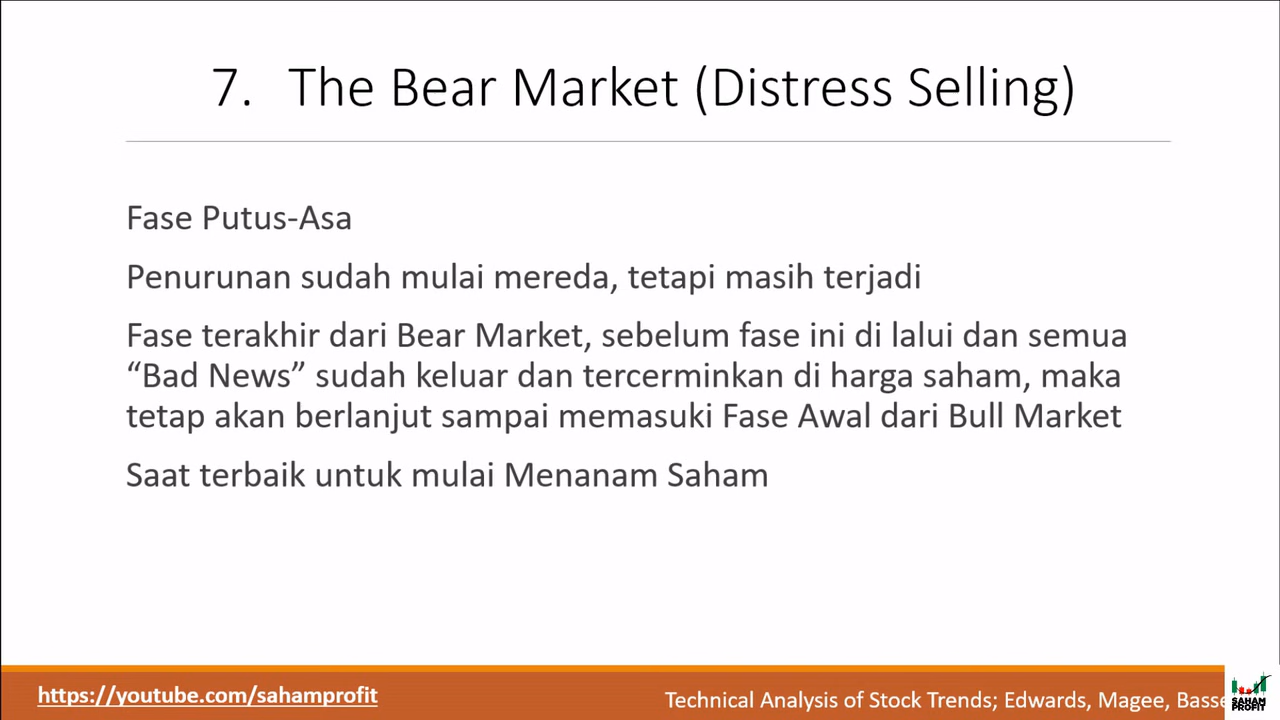 7. The Bear Market (Distress Selling)
Fase Putus-Asa
Penurunan sudah mulai mereda, tetapi masih terjadi
Fase terakhir dari Bear Market, sebelum fase ini di lalui dan semua
“Bad News” sudah keluar dan tercerminkan di harga saham, maka
tetap akan berlanjut sampai memasuki Fase Awal dari Bull Market
Saat terbaik untuk mulai Menanam Saham
https://youtube.com/sahamprofit
Technical Analysis of Stock Trends; Edwards, Magee,
SAHAM
PROFIT